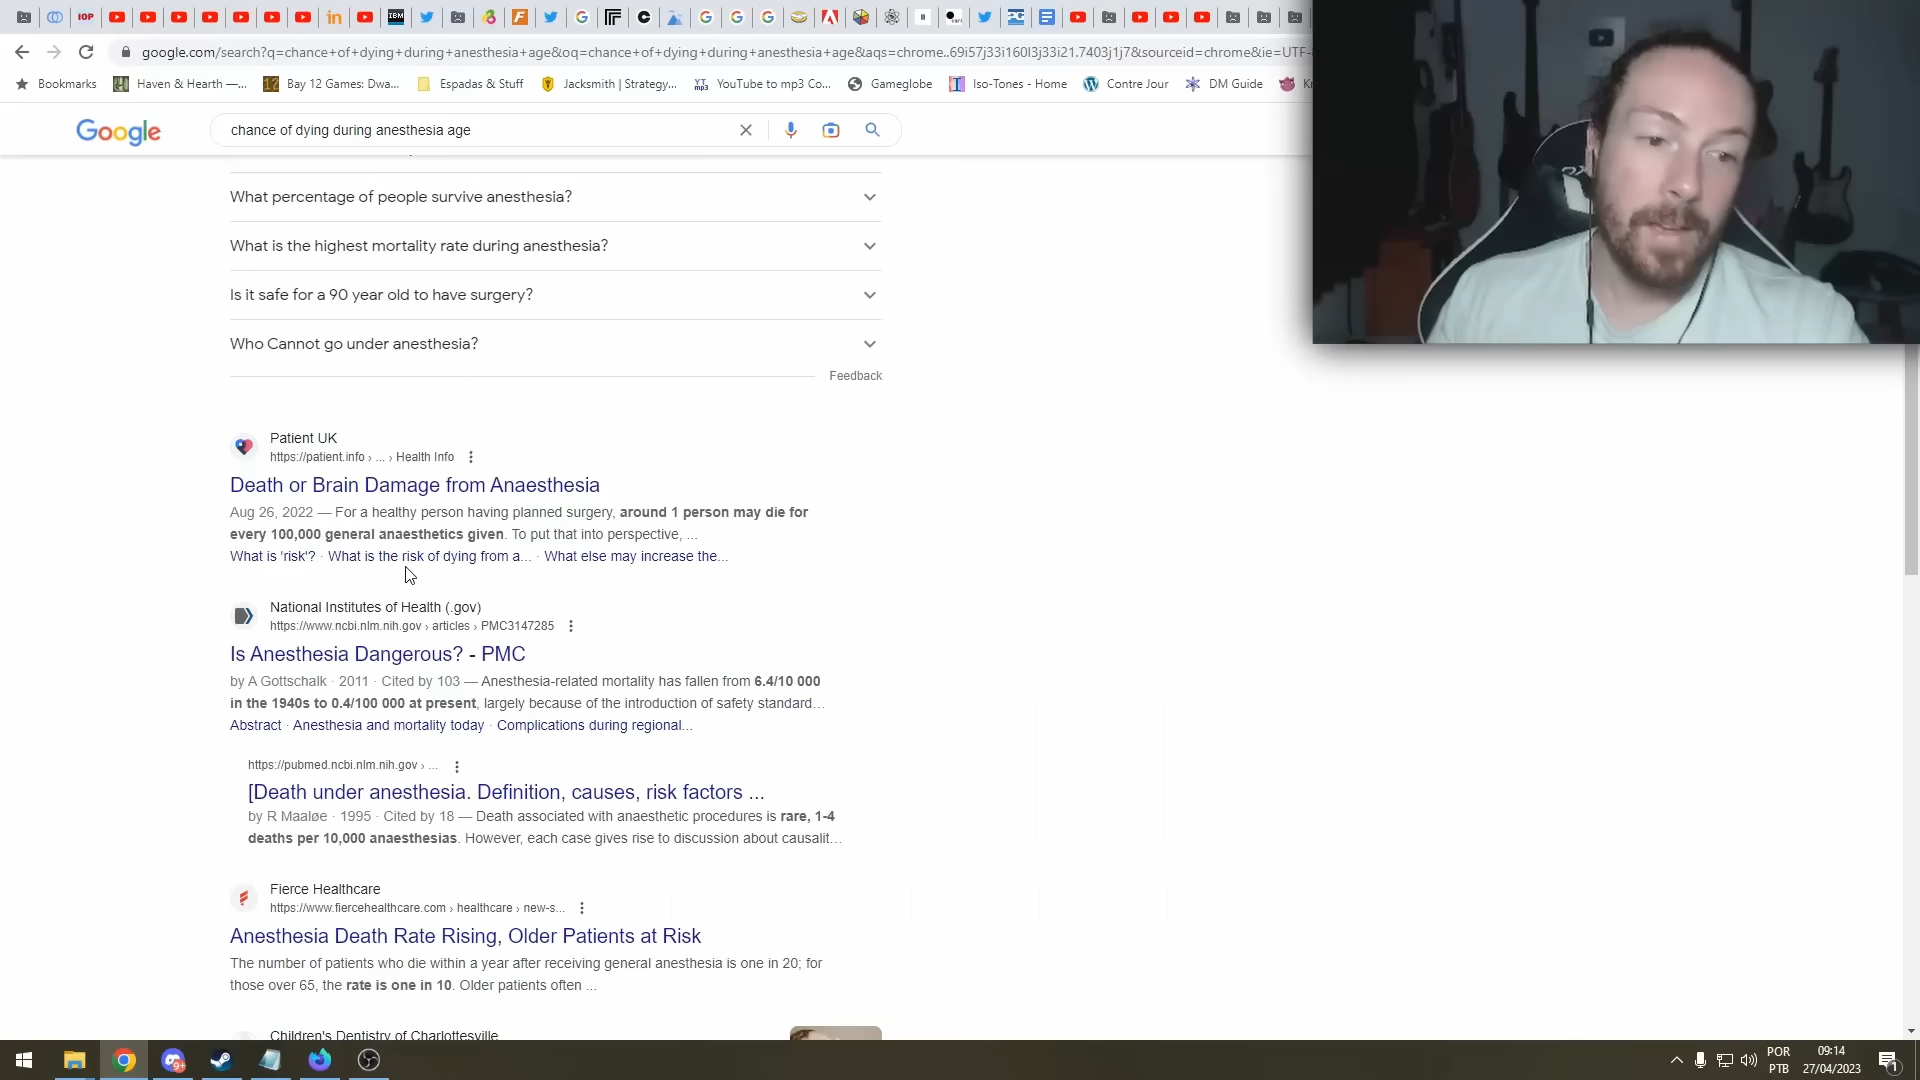 IOP
in
IBM
google.com/search?q=chance+of+dying+during+anesthesia+age&oq=chance+of+dying+during+anesthesia+age&aqs=chrome..69i57j33i160l3j33i21.7403j1j7&sourceid=chrome&ie=UTF-
Bookmarks
Haven & Hearth —...
Bay 12 Games: Dwa...
Espadas & Stuff
Jacksmith | Strategy...
YouTube to mp3 Co...
Gameglobe
Iso-Tones - Home
Contre Jour
DM Guide
Google
chance of dying during anesthesia age
What percentage of people survive anesthesia?
What is the highest mortality rate during anesthesia?
Is it safe for a 90 year old to have surgery?
Who Cannot go under anesthesia?
Feedback
Patient UK
https://patient.info › ... › Health Info
Death or Brain Damage from Anaesthesia
Aug 26, 2022 — For a healthy person having planned surgery, around 1 person may die for
every 100,000 general anaesthetics given. To put that into perspective, ...
What is 'risk'? · What is the risk of dying from a... · What else may increase the...
National Institutes of Health (.gov)
https://www.ncbi.nlm.nih.gov › articles › PMC3147285
Is Anesthesia Dangerous? - PMC
by A Gottschalk · 2011 · Cited by 103 — Anesthesia-related mortality has fallen from 6.4/10 000
in the 1940s to 0.4/100 000 at present, largely because of the introduction of safety standard...
Abstract · Anesthesia and mortality today · Complications during regional...
https://pubmed.ncbi.nlm.nih.gov › ...
[Death under anesthesia. Definition, causes, risk factors ...
by R Maaløe · 1995 · Cited by 18 — Death associated with anaesthetic procedures is rare, 1-4
deaths per 10,000 anaesthesias. However, each case gives rise to discussion about causalit...
Fierce Healthcare
https://www.fiercehealthcare.com › healthcare › new-s...
Anesthesia Death Rate Rising, Older Patients at Risk
The number of patients who die within a year after receiving general anesthesia is one in 20; for
those over 65, the rate is one in 10. Older patients often ...
Children's Dentistry of Charlottesville
9+
POR
PTB
09:14
27/04/2023
1